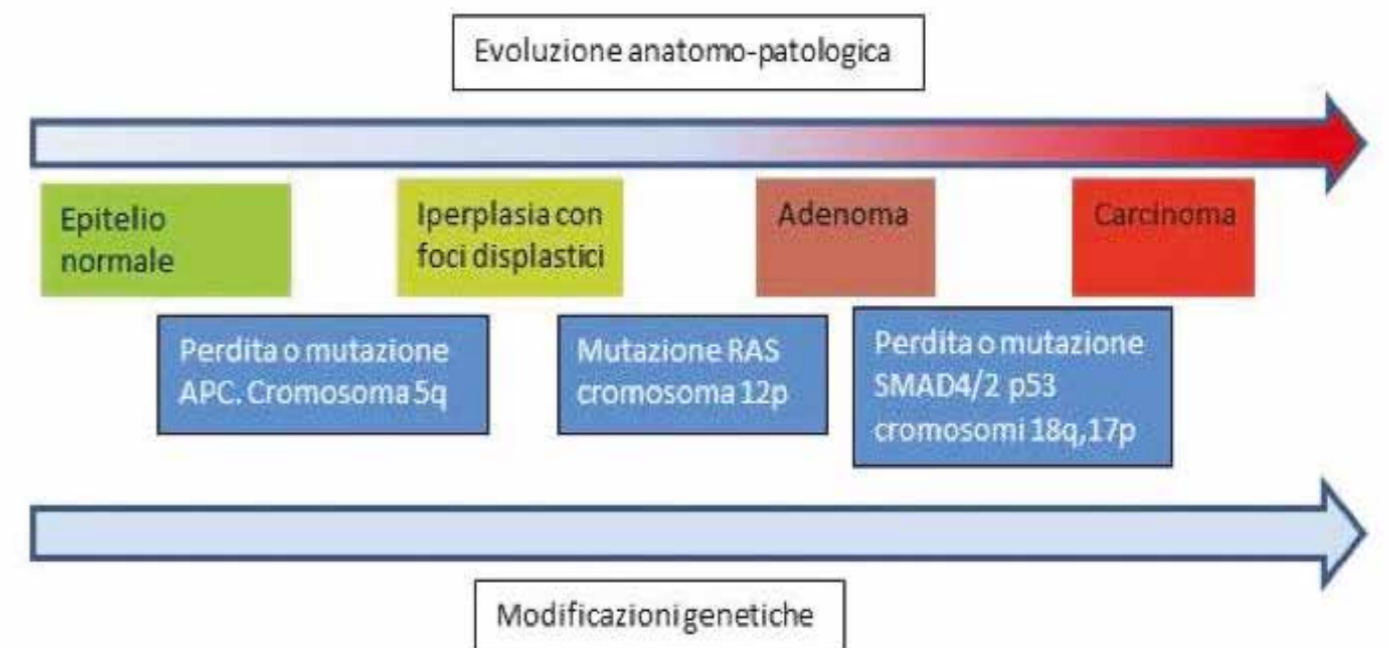 Evoluzione anatomo-patologica
Epitelio
normale
Iperplasia con
foci displastici
Adenoma
Carcinoma
Perdita o mutazione
APC. Cromosoma 5q
Mutazione RAS
cromosoma 12p
Perdita o mutazione
SMAD4/2 p53
cromosomi 18q,17p
Modificazioni genetiche